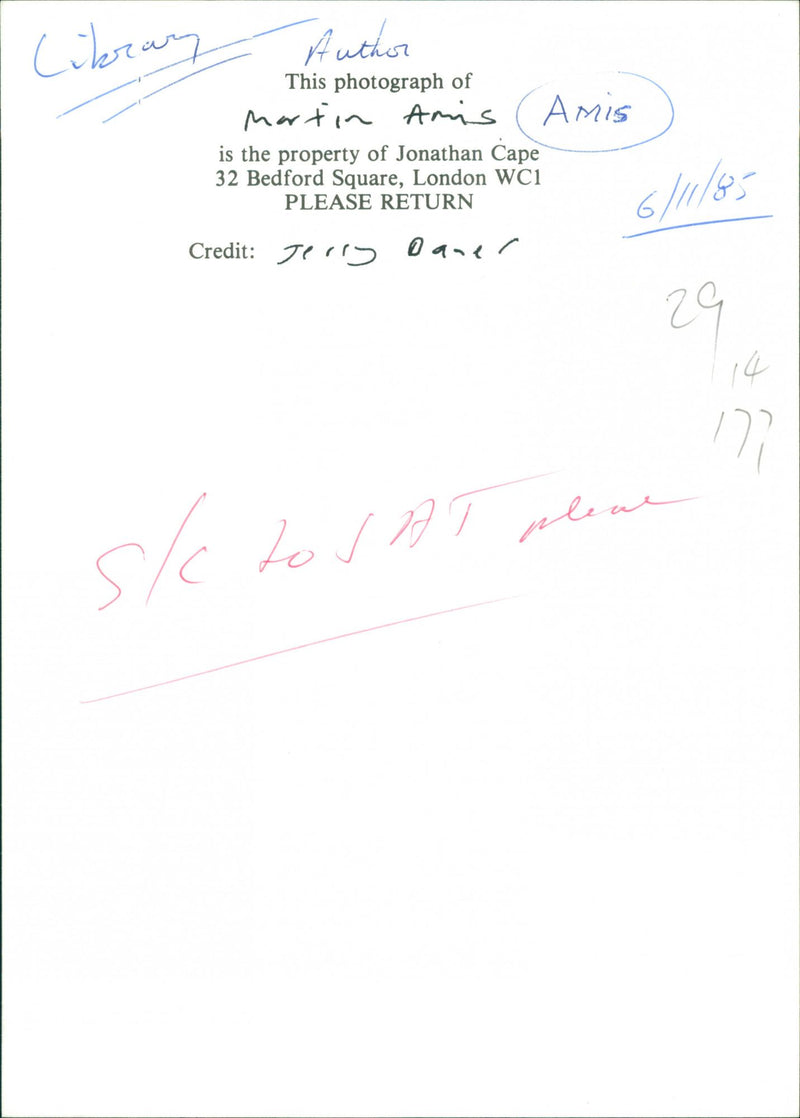 Library
Author
This photograph of
Martin Amis
AMIS
is the property of Jonathan Cape
32 Bedford Square, London WC1
PLEASE RETURN
6/11/85
Credit: Jerry Bauer
29
14
177
S/C to SAT please